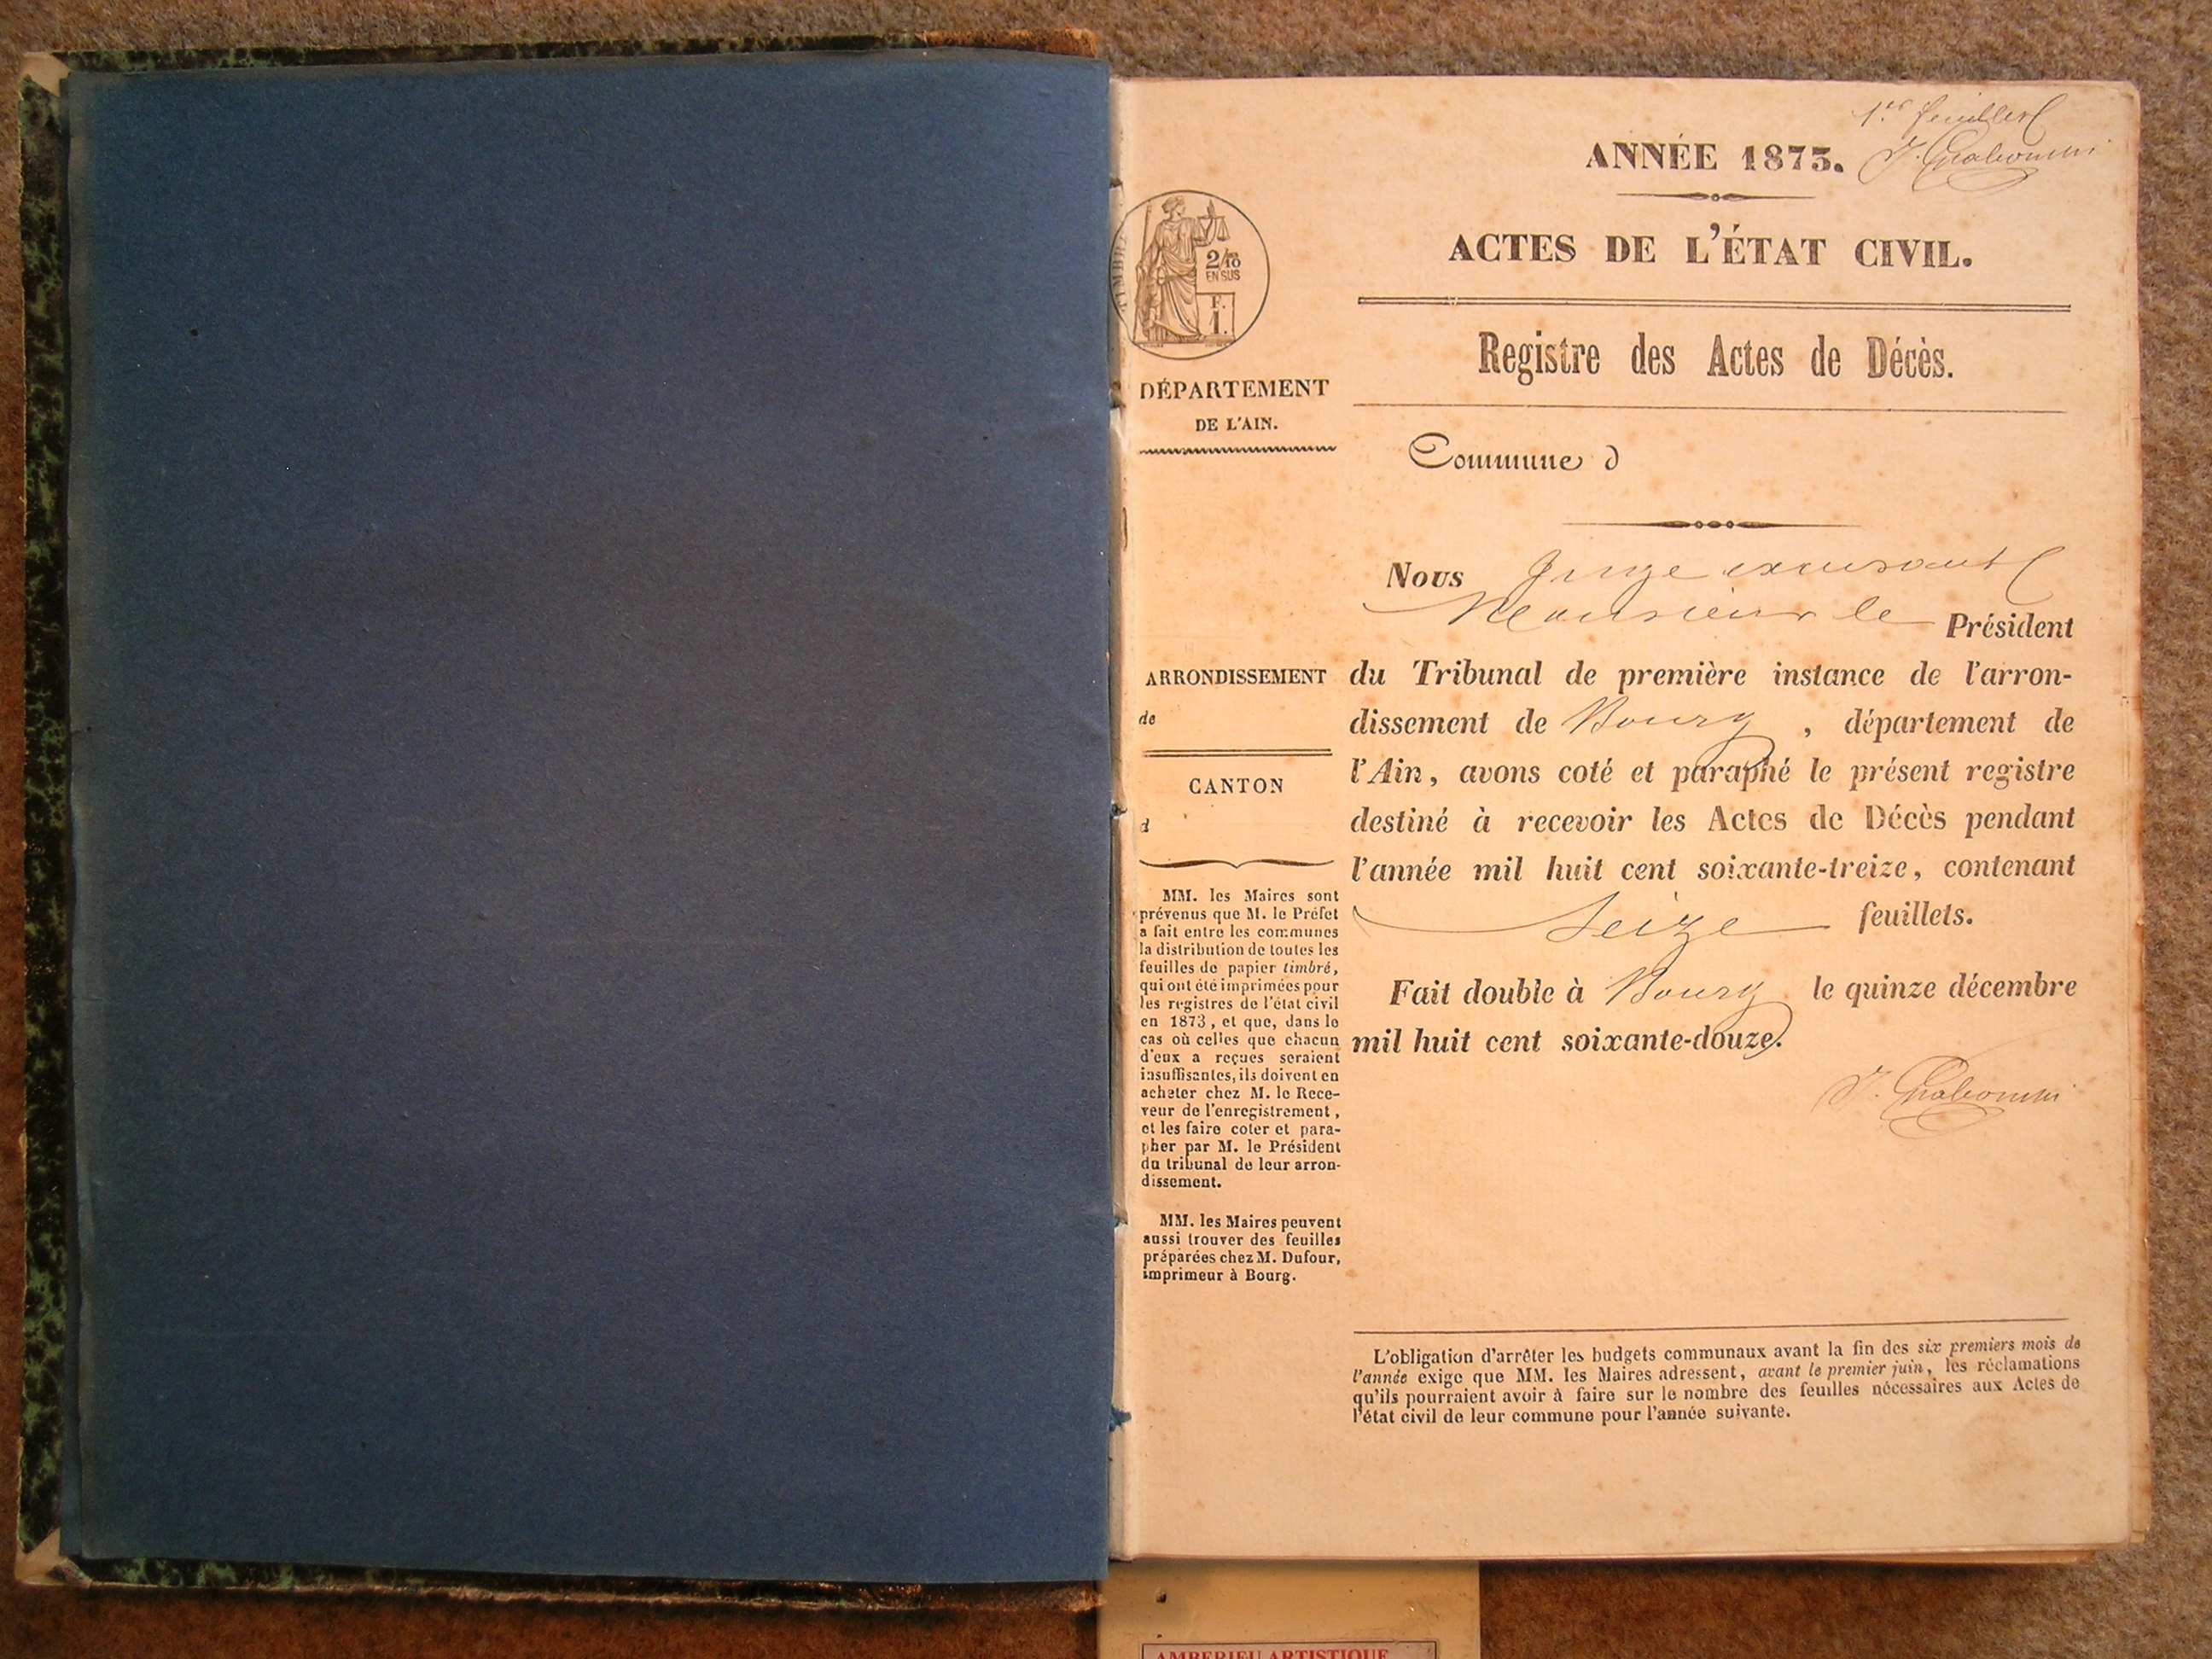 1er feuillet
ANNÉE 1873.
ACTES DE L'ÉTAT CIVIL.
TIMBRE
2/10
EN SUS
F.
1.
Registre des Actes de Décès.
DÉPARTEMENT
DE L'AIN.
Commune d
Nous Juge excusant
Monsieur le Président
du Tribunal de première instance de l'arron-
dissement de Bourg, département de
l'Ain, avons coté et paraphé le présent registre
destiné à recevoir les Actes de Décès pendant
l'année mil huit cent soixante-treize, contenant
Seize feuillets.
Fait double à Bourg le quinze décembre
mil huit cent soixante-douze.
ARRONDISSEMENT
de
CANTON
d
MM. les Maires sont
prévenus que M. le Préfet
a fait entre les communes
la distribution de toutes les
feuilles de papier timbré,
qui ont été imprimées pour
les registres de l'état civil
en 1873, et que, dans le
cas où celles que chacun
d'eux a reçues seraient
insuffisantes, ils doivent en
acheter chez M. le Rece-
veur de l'enregistrement,
et les faire coter et para-
pher par M. le Président
du tribunal de leur arron-
dissement.
MM. les Maires peuvent
aussi trouver des feuilles
préparées chez M. Dufour,
imprimeur à Bourg.
L'obligation d'arrêter les budgets communaux avant la fin des six premiers mois de
l'année exige que MM. les Maires adressent, avant le premier juin, les réclamations
qu'ils pourraient avoir à faire sur le nombre des feuilles nécessaires aux Actes de
l'état civil de leur commune pour l'année suivante.
AMBERIEU ARTISTIQUE